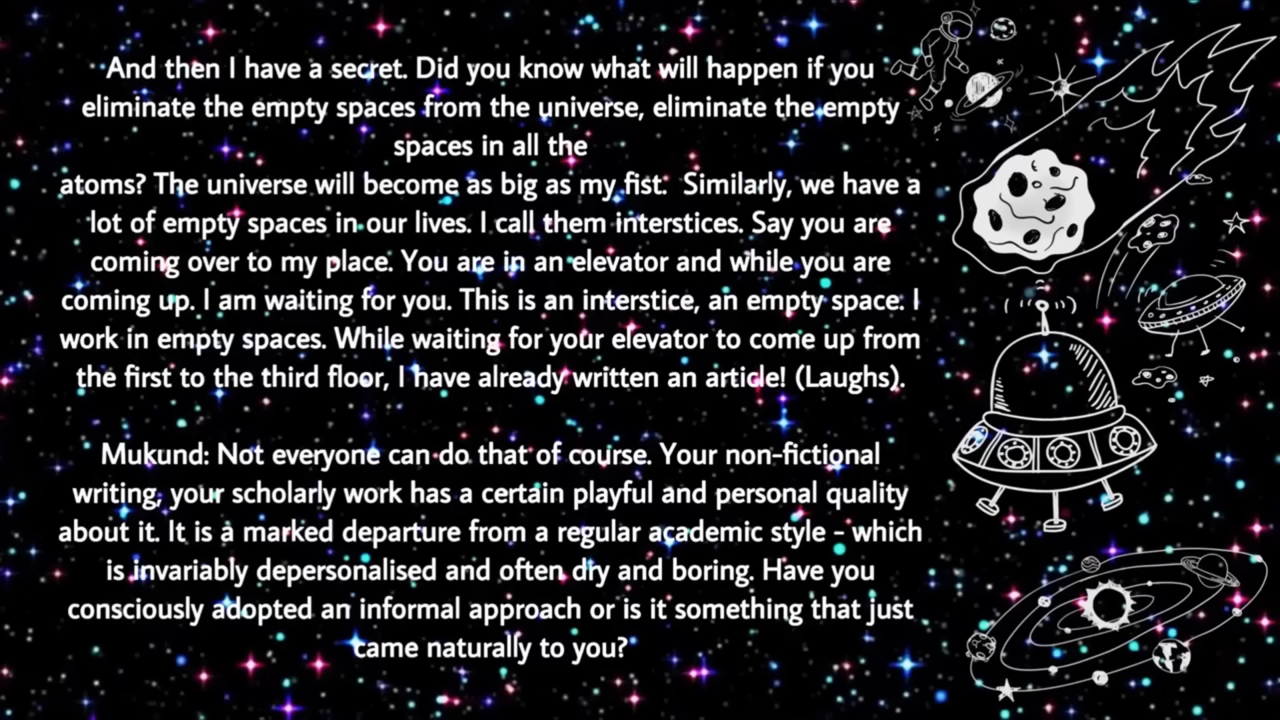 And then I have a secret. Did you know what will happen if you
eliminate the empty spaces from the universe, eliminate the empty
spaces in all the
atoms? The universe will become as big as my fist. Similarly, we have a
lot of empty spaces in our lives. I call them interstices. Say you are
coming over to my place. You are in an elevator and while you are
coming up. I am waiting for you. This is an interstice, an empty space. I
work in empty spaces. While waiting for your elevator to come up from
the first to the third floor, I have already written an article! (Laughs).
Mukund: Not everyone can do that of course. Your non-fictional
writing, your scholarly work has a certain playful and personal quality
about it. It is a marked departure from a regular academic style - which
is invariably depersonalised and often dry and boring. Have you
consciously adopted an informal approach or is it something that just
came naturally to you?